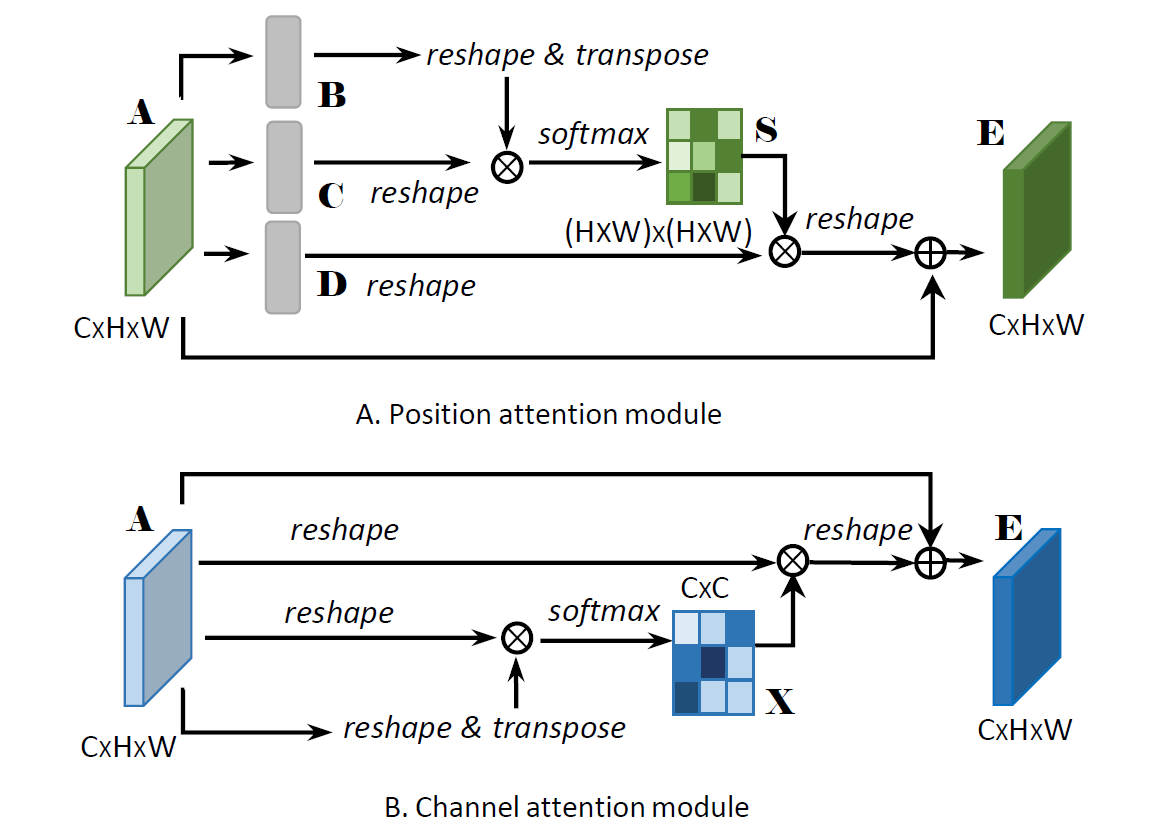 reshape & transpose
B
A
softmax
S
E
C
reshape
(HXW)X(HXW)
reshape
D
reshape
CXHXW
CXHXW
A. Position attention module
A
reshape
reshape
E
CXC
reshape
softmax
X
reshape & transpose
CXHXW
CXHXW
B. Channel attention module